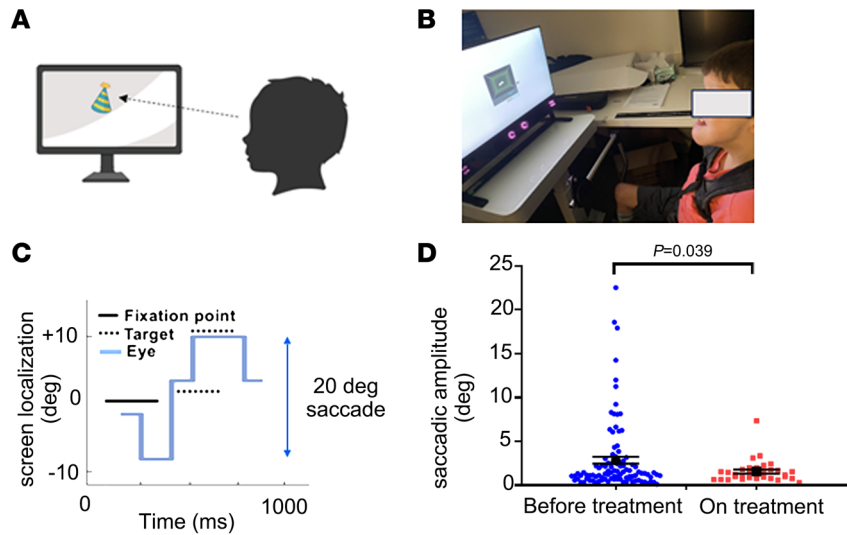 A
B
C
screen localization
(deg)
+10
0
-10
Fixation point
Target
Eye
20 deg
saccade
0
1000
Time (ms)
D
P=0.039
saccadic amplitude
(deg)
25
20
15
10
5
0
Before treatment
On treatment